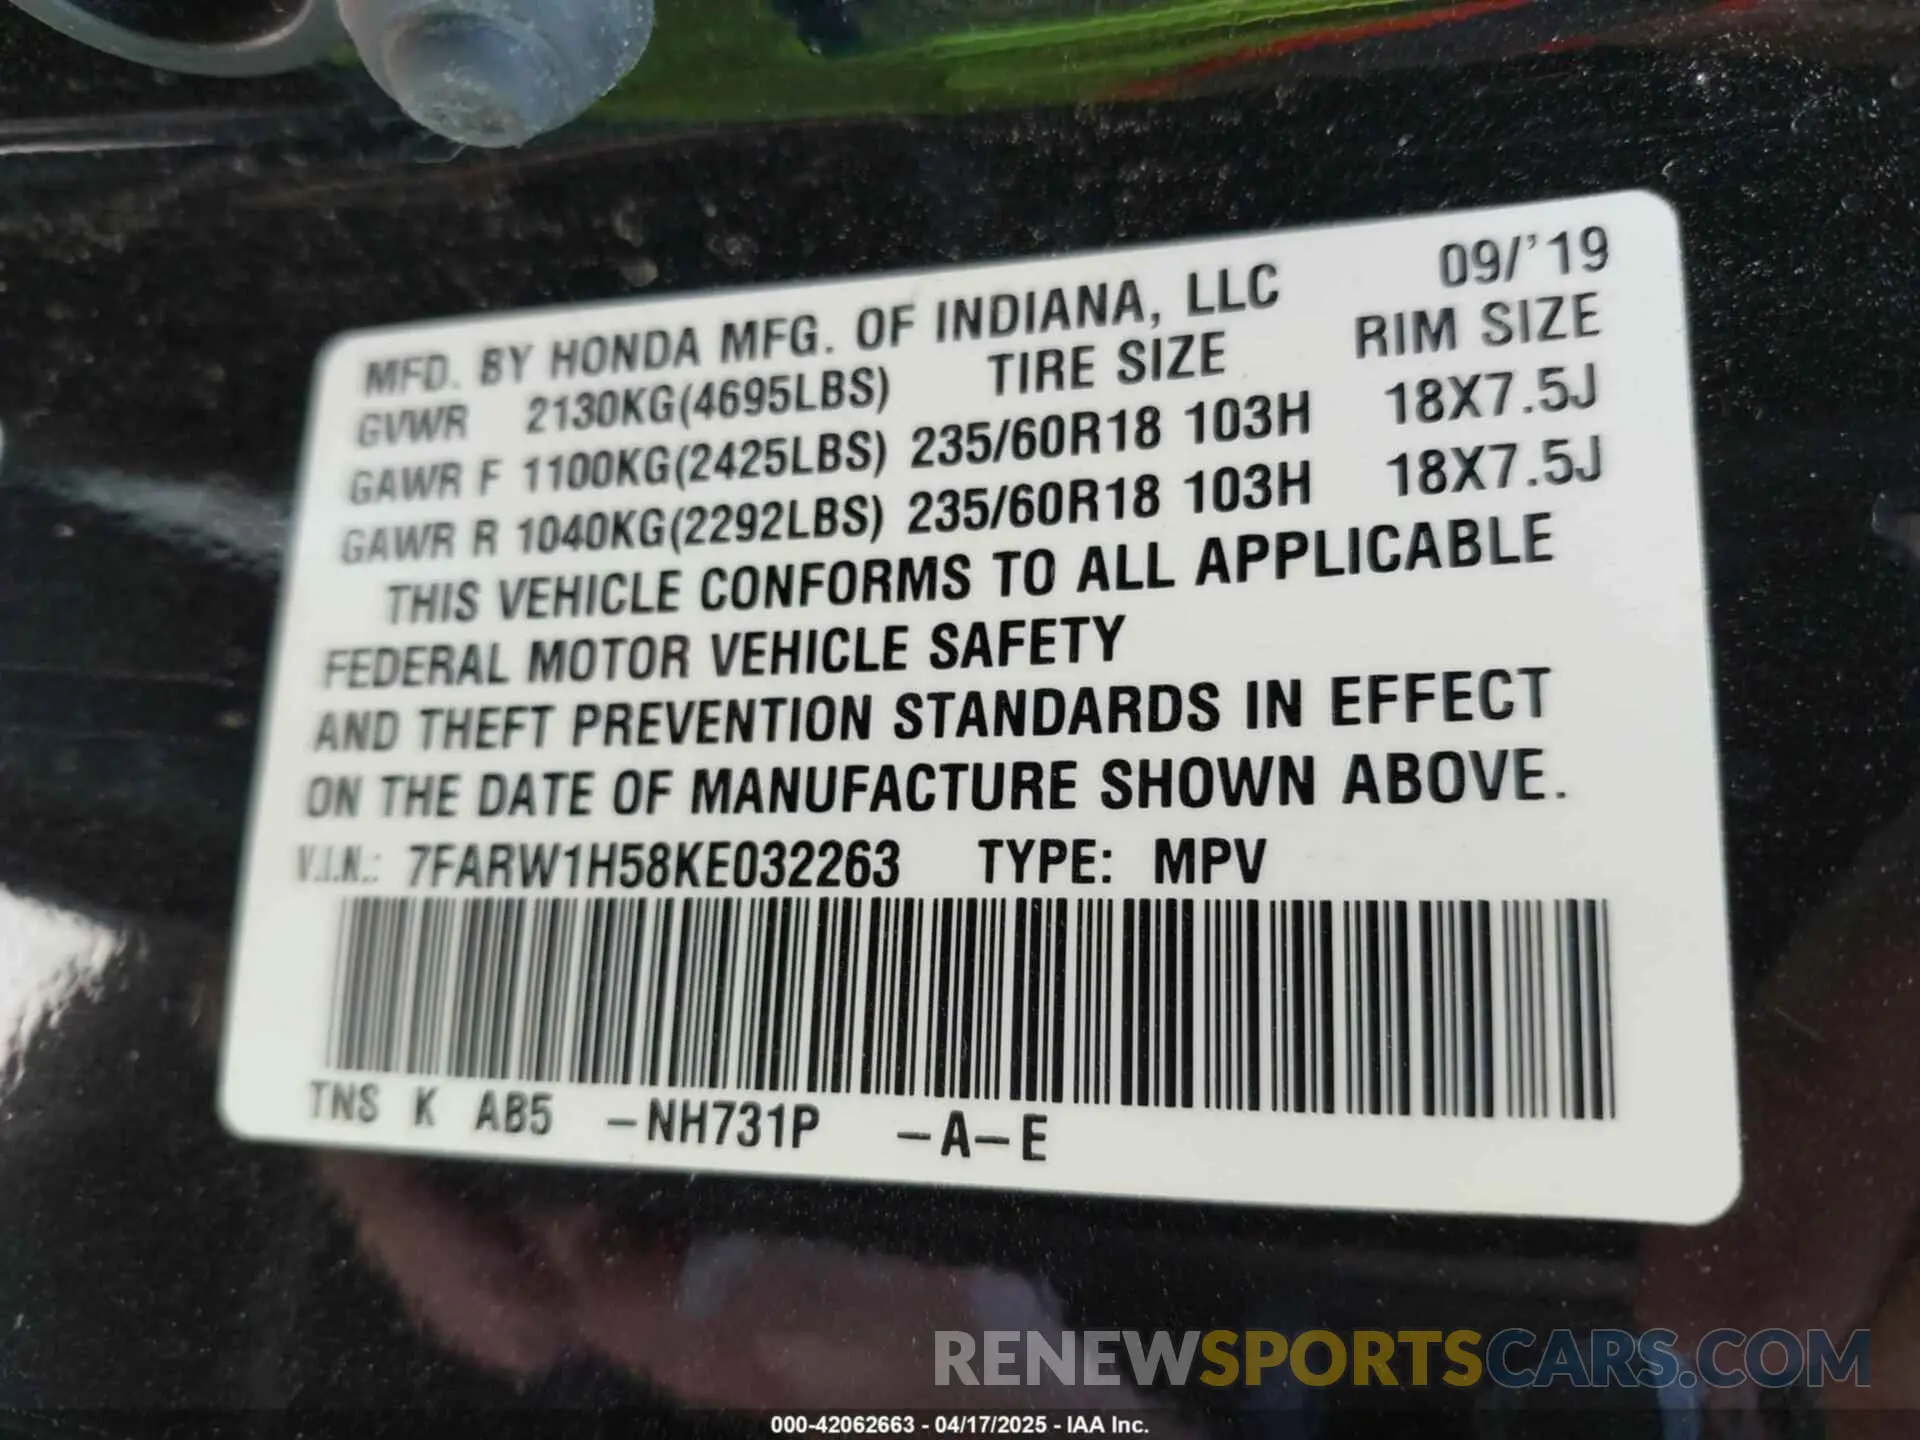 MFD. BY HONDA MFG. OF INDIANA, LLC 09/'19
GVWR 2130KG(4695LBS) TIRE SIZE RIM SIZE
GAWR F 1100KG(2425LBS) 235/60R18 103H 18X7.5J
GAWR R 1040KG(2292LBS) 235/60R18 103H 18X7.5J
THIS VEHICLE CONFORMS TO ALL APPLICABLE
FEDERAL MOTOR VEHICLE SAFETY
AND THEFT PREVENTION STANDARDS IN EFFECT
ON THE DATE OF MANUFACTURE SHOWN ABOVE.
V.I.N.: 7FARW1H58KE032263 TYPE: MPV
TNS K AB5 -NH731P -A-E
RENEWSPORTSCARS.COM
000-42062663 - 04/17/2025 - IAA Inc.